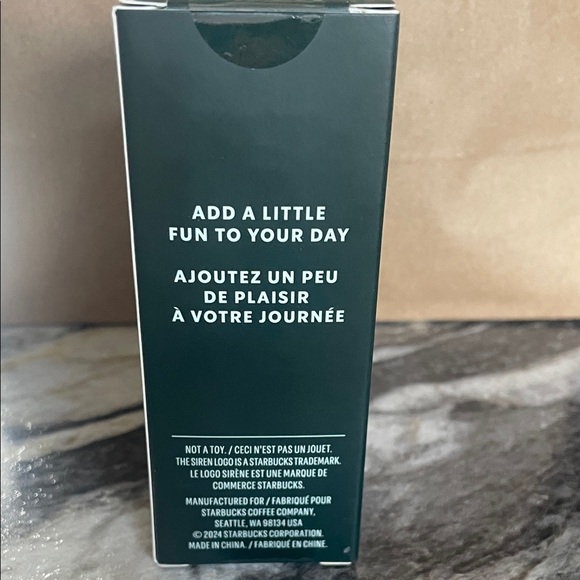 ADD A LITTLE
FUN TO YOUR DAY
AJOUTEZ UN PEU
DE PLAISIR
À VOTRE JOURNÉE
NOT A TOY. / CECI N'EST PAS UN JOUET.
THE SIREN LOGO IS A STARBUCKS TRADEMARK.
LE LOGO SIRÈNE EST UNE MARQUE DE
COMMERCE STARBUCKS.
MANUFACTURED FOR / FABRIQUÉ POUR
STARBUCKS COFFEE COMPANY,
SEATTLE, WA 98134 USA
© 2024 STARBUCKS CORPORATION.
MADE IN CHINA. / FABRIQUÉ EN CHINE.